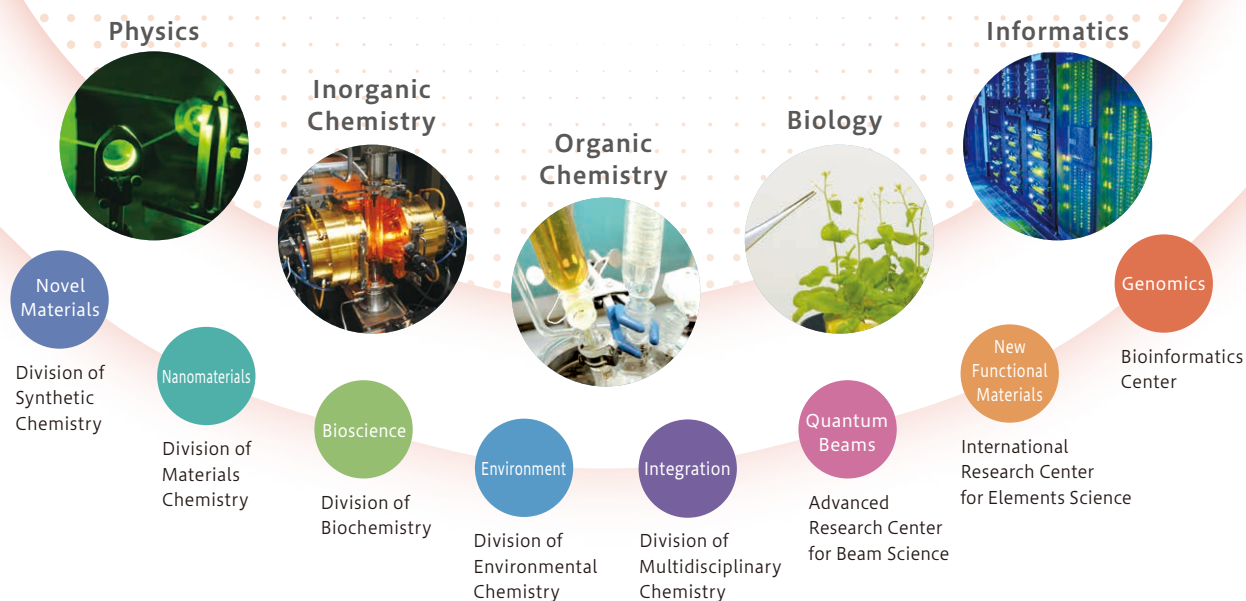 Physics
Inorganic
Chemistry
Organic
Chemistry
Biology
Informatics
Novel
Materials
Division of
Synthetic
Chemistry
Nanomaterials
Division of
Materials
Chemistry
Bioscience
Division of
Biochemistry
Environment
Division of
Environmental
Chemistry
Integration
Division of
Multidisciplinary
Chemistry
Quantum
Beams
Advanced
Research Center
for Beam Science
New
Functional
Materials
International
Research Center
for Elements Science
Genomics
Bioinformatics
Center